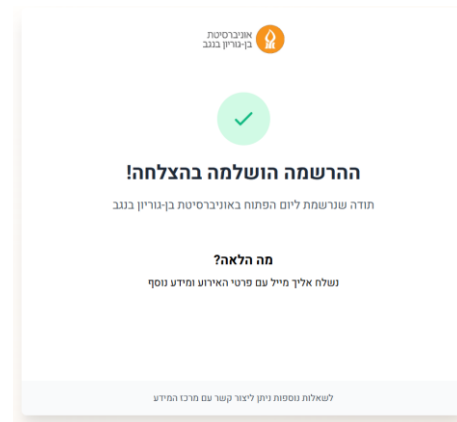 אוניברסיטת
בן-גוריון בנגב
ההרשמה הושלמה בהצלחה!
תודה שנרשמת ליום הפתוח באוניברסיטת בן-גוריון בנגב
מה הלאה?
נשלח אליך מייל עם פרטי האירוע ומידע נוסף
לשאלות נוספות ניתן ליצור קשר עם מרכז המידע